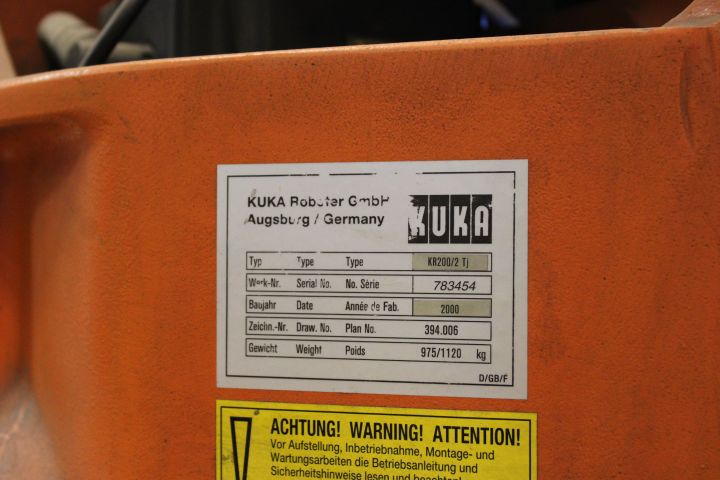 KUKA Roboter GmbH
Augsburg / Germany
KUKA
Typ Type Type KR200/2 Tj
Werk-Nr. Serial No. No. Série 783454
Baujahr Date Année de Fab. 2000
Zeichn.-Nr. Draw. No. Plan No. 394.006
Gewicht Weight Poids 975/1120 kg
D/GB/F
ACHTUNG! WARNING! ATTENTION!
Vor Aufstellung, Inbetriebnahme, Montage- und
Wartungsarbeiten die Betriebsanleitung und
Sicherheitshinweise lesen und beachten!